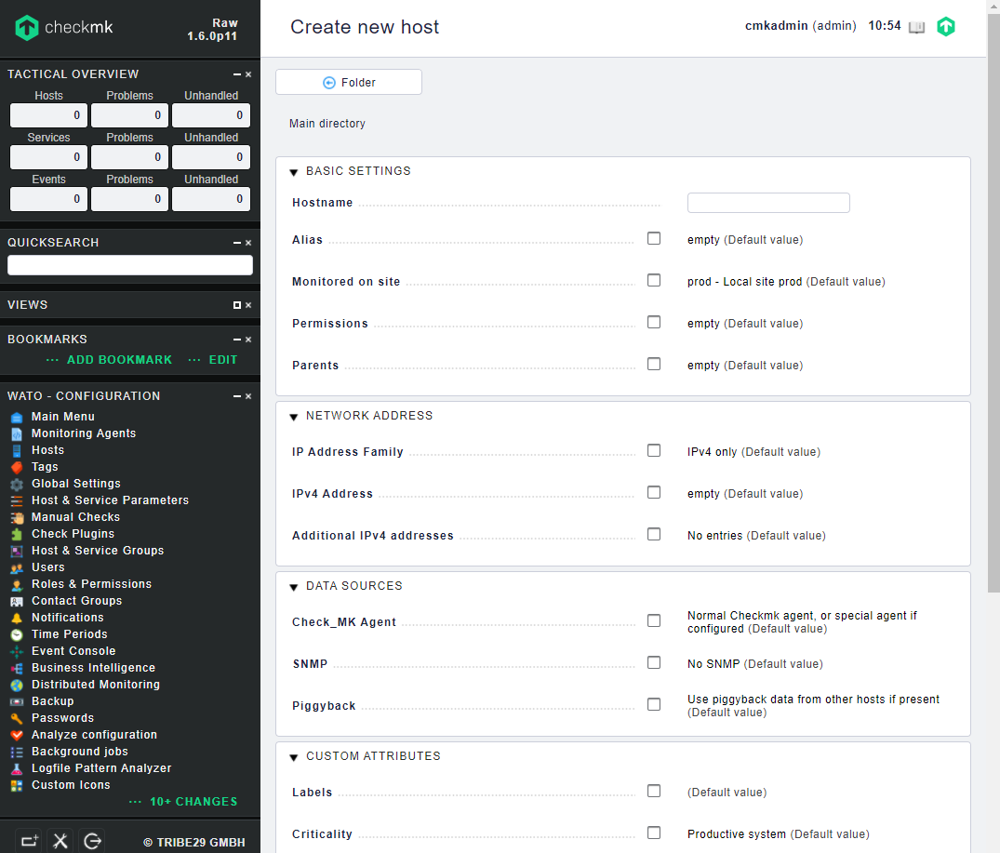 checkmk
Raw
1.6.0p11
TACTICAL OVERVIEW
Hosts Problems Unhandled
0 0 0
Services Problems Unhandled
0 0 0
Events Problems Unhandled
0 0 0
QUICKSEARCH
VIEWS
BOOKMARKS
··· ADD BOOKMARK ··· EDIT
WATO - CONFIGURATION
Main Menu
Monitoring Agents
Hosts
Tags
Global Settings
Host & Service Parameters
Manual Checks
Check Plugins
Host & Service Groups
Users
Roles & Permissions
Contact Groups
Notifications
Time Periods
Event Console
Business Intelligence
Distributed Monitoring
Backup
Passwords
Analyze configuration
Background jobs
Logfile Pattern Analyzer
Custom Icons
··· 10+ CHANGES
© TRIBE29 GMBH
Create new host
cmkadmin (admin) 10:54
Folder
Main directory
BASIC SETTINGS
Hostname
Alias empty (Default value)
Monitored on site prod - Local site prod (Default value)
Permissions empty (Default value)
Parents empty (Default value)
NETWORK ADDRESS
IP Address Family IPv4 only (Default value)
IPv4 Address empty (Default value)
Additional IPv4 addresses No entries (Default value)
DATA SOURCES
Check_MK Agent Normal Checkmk agent, or special agent if
configured (Default value)
SNMP No SNMP (Default value)
Piggyback Use piggyback data from other hosts if present
(Default value)
CUSTOM ATTRIBUTES
Labels (Default value)
Criticality Productive system (Default value)